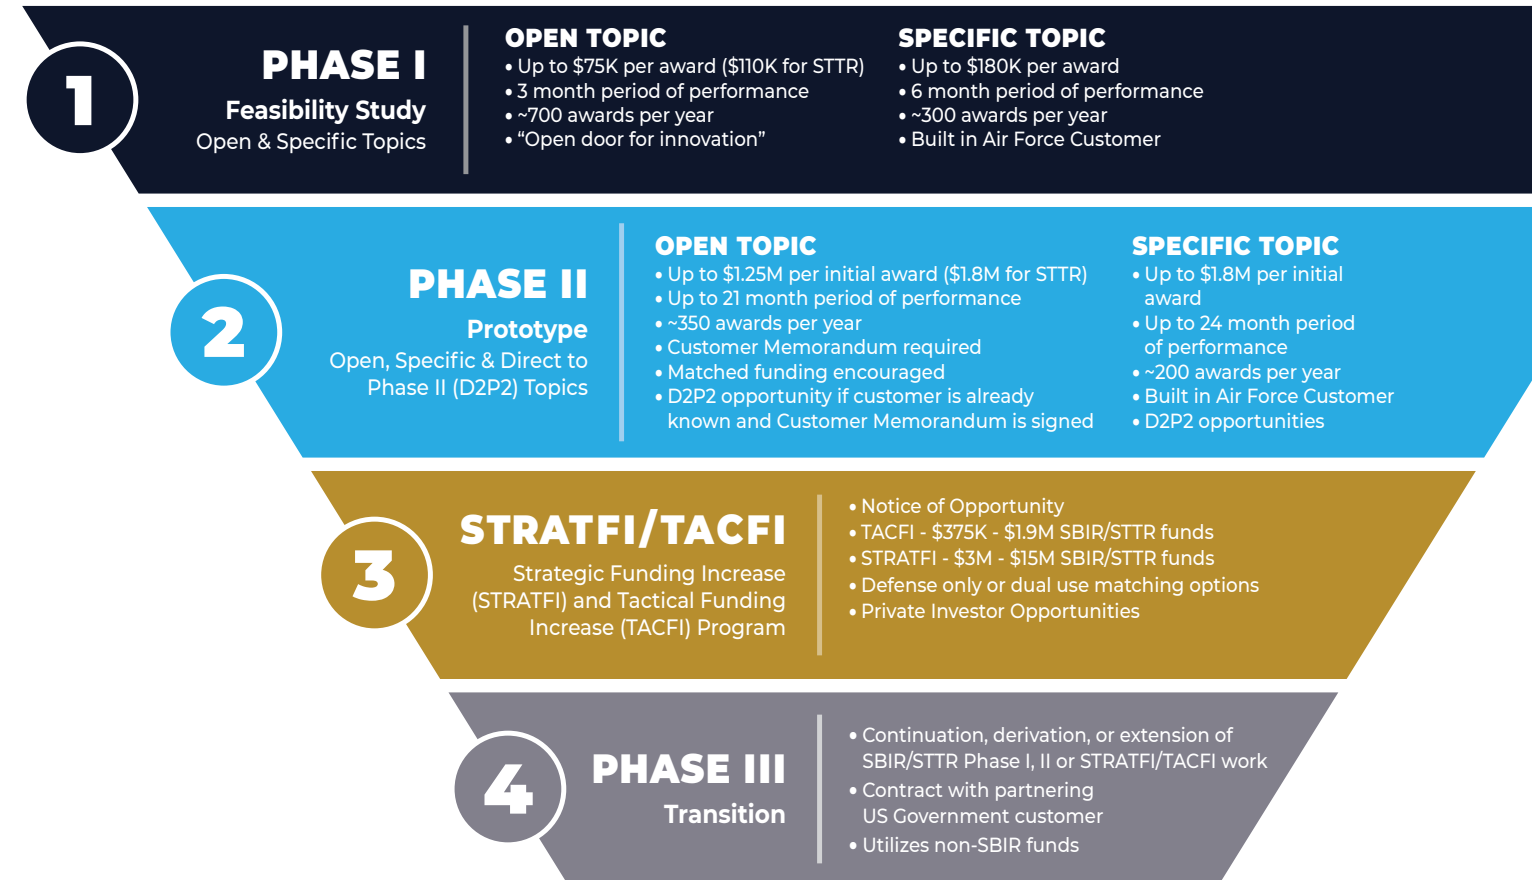 1
PHASE I
Feasibility Study
Open & Specific Topics
OPEN TOPIC
• Up to $75K per award ($110K for STTR)
• 3 month period of performance
• ~700 awards per year
• “Open door for innovation”
SPECIFIC TOPIC
• Up to $180K per award
• 6 month period of performance
• ~300 awards per year
• Built in Air Force Customer
2
PHASE II
Prototype
Open, Specific & Direct to
Phase II (D2P2) Topics
OPEN TOPIC
• Up to $1.25M per initial award ($1.8M for STTR)
• Up to 21 month period of performance
• ~350 awards per year
• Customer Memorandum required
• Matched funding encouraged
• D2P2 opportunity if customer is already
known and Customer Memorandum is signed
SPECIFIC TOPIC
• Up to $1.8M per initial
award
• Up to 24 month period
of performance
• ~200 awards per year
• Built in Air Force Customer
• D2P2 opportunities
3
STRATFI/TACFI
Strategic Funding Increase
(STRATFI) and Tactical Funding
Increase (TACFI) Program
• Notice of Opportunity
• TACFI - $375K - $1.9M SBIR/STTR funds
• STRATFI - $3M - $15M SBIR/STTR funds
• Defense only or dual use matching options
• Private Investor Opportunities
4
PHASE III
Transition
• Continuation, derivation, or extension of
SBIR/STTR Phase I, II or STRATFI/TACFI work
• Contract with partnering
US Government customer
• Utilizes non-SBIR funds